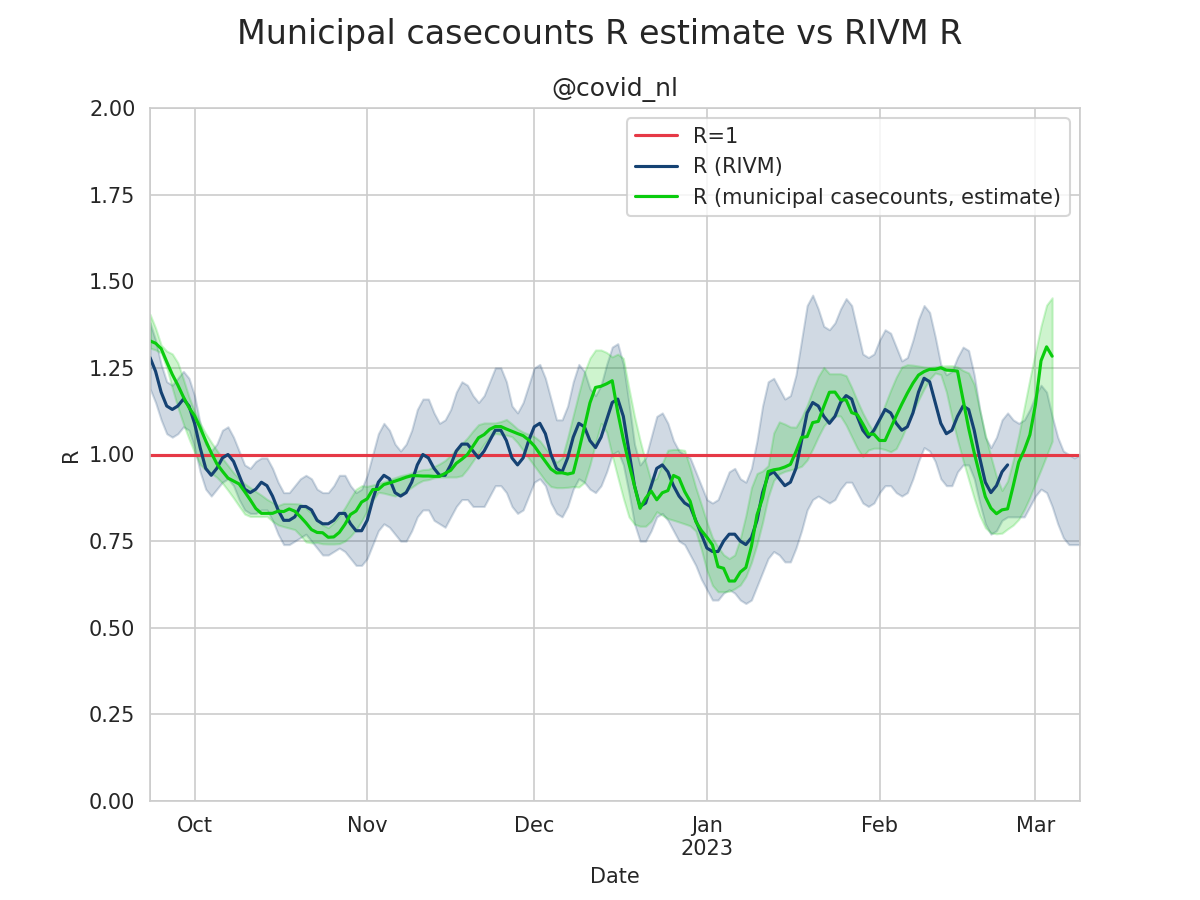 Municipal casecounts R estimate vs RIVM R
@covid_nl
2.00
1.75
1.50
1.25
1.00
0.75
0.50
0.25
0.00
R
R=1
R (RIVM)
R (municipal casecounts, estimate)
Oct
Nov
Dec
Jan
2023
Feb
Mar
Date